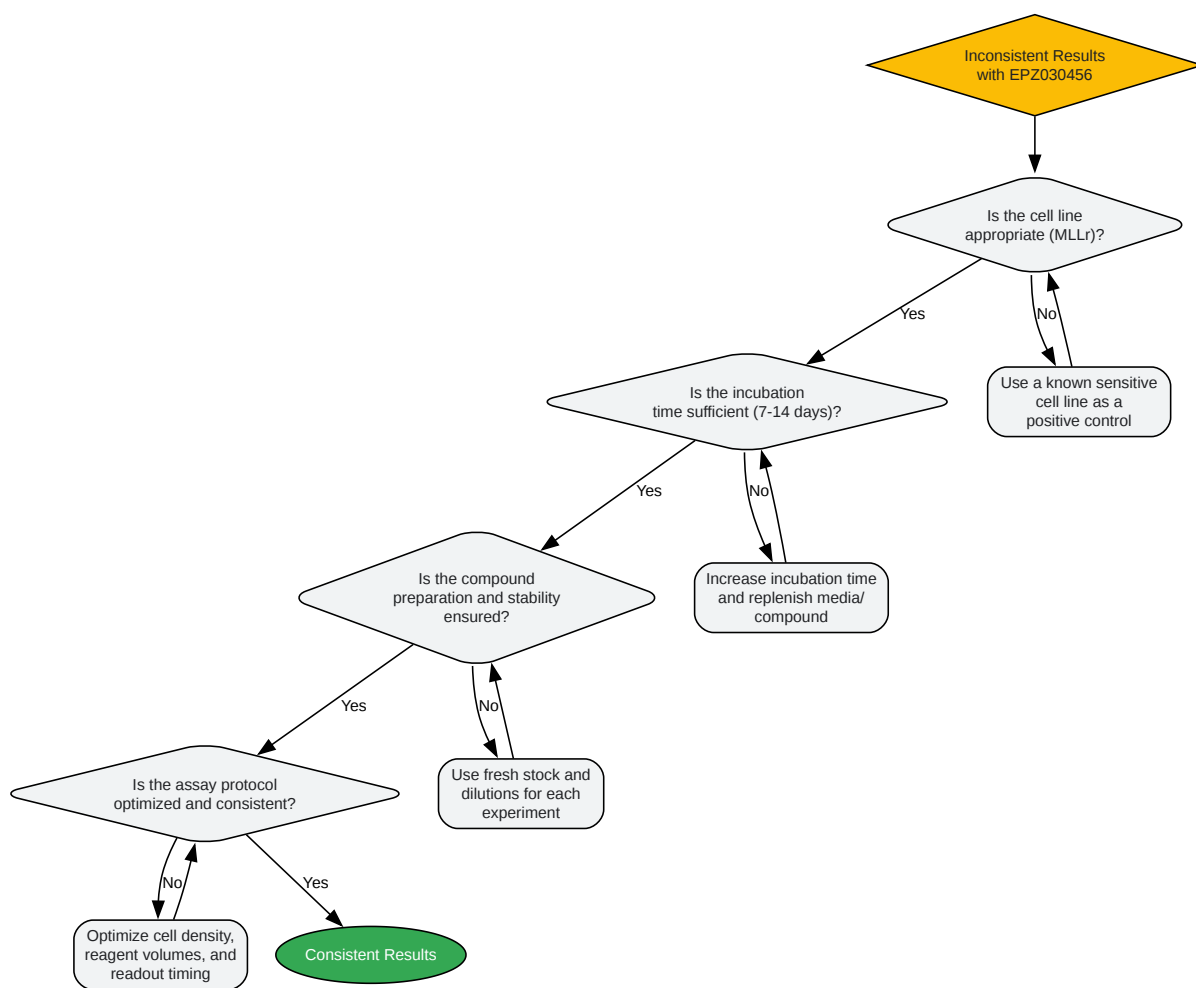 Inconsistent Results
with EPZ030456
Is the cell line
appropriate (MLLr)?
Yes
No
Use a known sensitive
cell line as a
positive control
Is the incubation
time sufficient (7-14 days)?
Yes
No
Increase incubation time
and replenish media/
compound
Is the compound
preparation and stability
ensured?
Yes
No
Use fresh stock and
dilutions for each
experiment
Is the assay protocol
optimized and consistent?
No
Yes
Optimize cell density,
reagent volumes, and
readout timing
Consistent Results